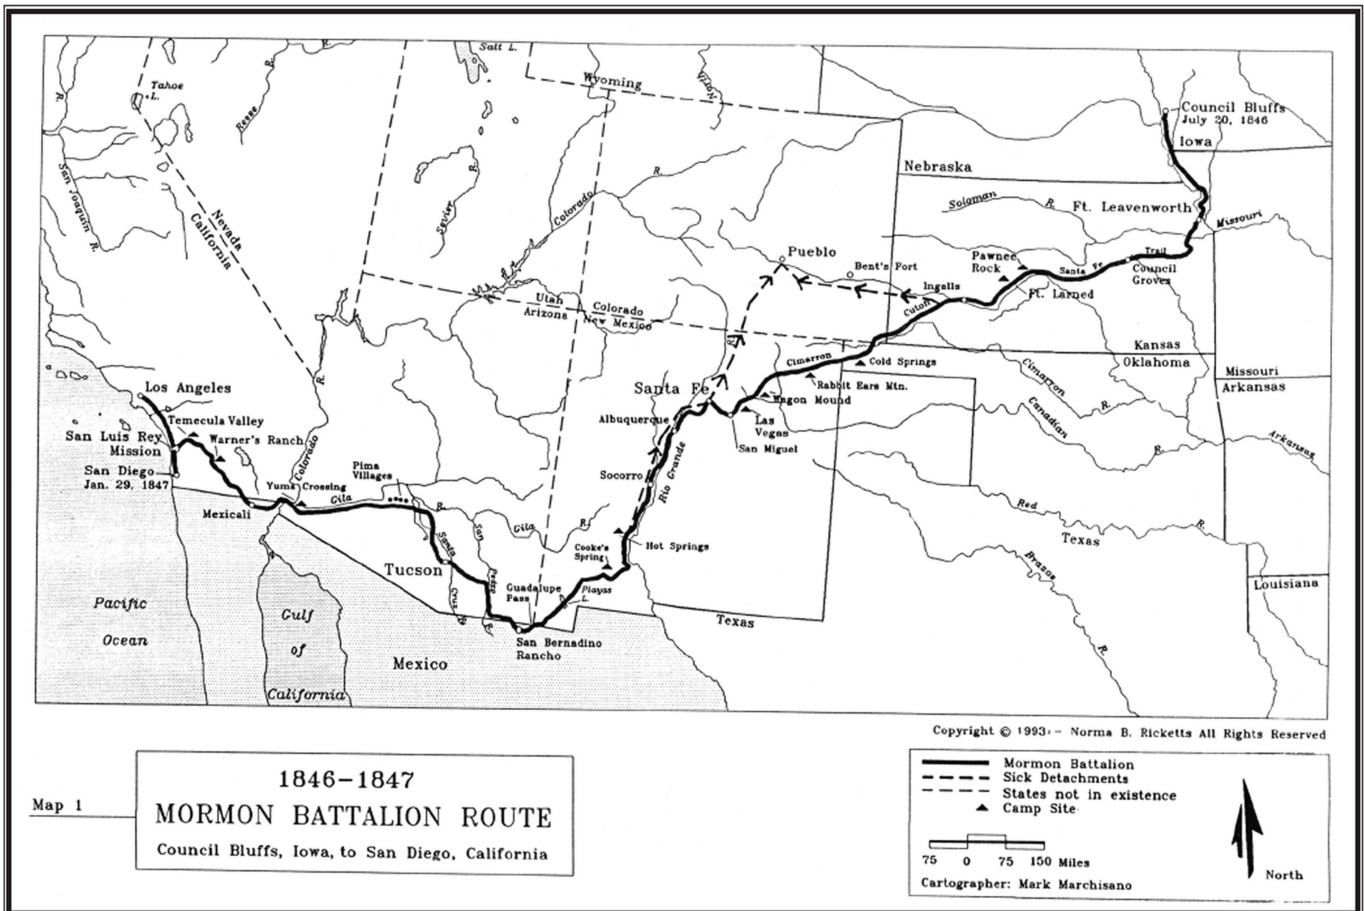 Salt L.
Wyoming
North
R.
R.
Tahoe
L.
Reese
R.
R.
Council Bluffs
July 20, 1846
Iowa
Nebraska
San Joaquin R.
Nevada
California
Sevier
R.
Colorado
R.
Soloman
R.
Ft. Leavenworth
Missouri
Pueblo
Bent's Fort
Pawnee
Rock
Santa Fe
Trail
Council
Groves
Ingells
Ft. Larned
Cutoff
Utah
Arizona
Colorado
New Mexico
R.
Kansas
Oklahoma
Missouri
Arkansas
Cimarron
Cold Springs
Cimarron
R.
Rabbit Ears Mtn.
Wagon Mound
Santa Fe
Las
Vegas
San Miguel
Canadian
R.
Arkansas
Los Angeles
Temecula Valley
San Luis Rey
Mission
Warner's Ranch
San Diego
Jan. 29, 1847
Colorado
R.
Albuquerque
Socorro
Rio Grande
Pima
Villages
Yuma Crossing
Gila
R.
Mexicali
Gila
R.
San
Pedro
R.
Santa
Cruz
R.
Tucson
Cooke's
Spring
Hot Springs
Guadalupe
Pass
Playas
L.
San Bernadino
Rancho
Red
R.
Texas
Brazos
R.
Louisiana
Texas
Pacific
Ocean
Gulf
of
California
Mexico
Copyright © 1993 - Norma B. Ricketts All Rights Reserved
Map 1
1846-1847
MORMON BATTALION ROUTE
Council Bluffs, Iowa, to San Diego, California
Mormon Battalion
Sick Detachments
States not in existence
Camp Site
75 0 75 150 Miles
Cartographer: Mark Marchisano
North